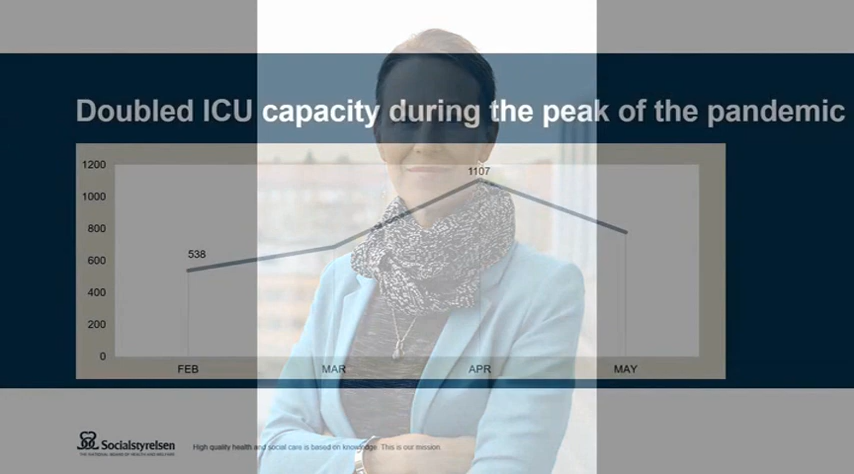 Doubled ICU capacity during the peak of the pandemic
1200
1000
800
600
400
200
0
538
1107
FEB MAR APR MAY
Socialstyrelsen
THE NATIONAL BOARD OF HEALTH AND WELFARE
High quality health and social care is based on knowledge. This is our mission.